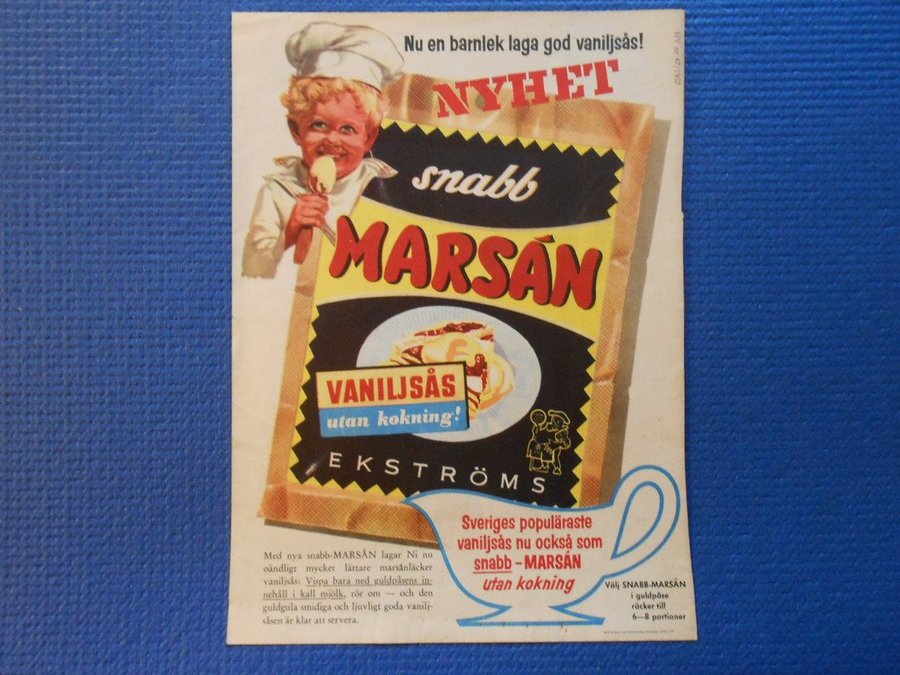 Nu en barnlek laga god vaniljsås!
NYHET
snabb
MARSÁN
VANILJSÅS
utan kokning!
EKSTRÖMS
Sveriges populäraste
vaniljsås nu också som
snabb-MARSÁN
utan kokning
Med nya snabb-MARSÁN lagar Ni nu
oändligt mycket lättare marsánläcker
vaniljsås: Vispa bara ned guldpåsens in-
nehåll i kall mjölk, rör om — och den
guldgula smidiga och ljuvligt goda vanilj-
såsen är klar att servera.
Välj SNABB-MARSÁN
i guldpåse
räcker till
6—8 portioner